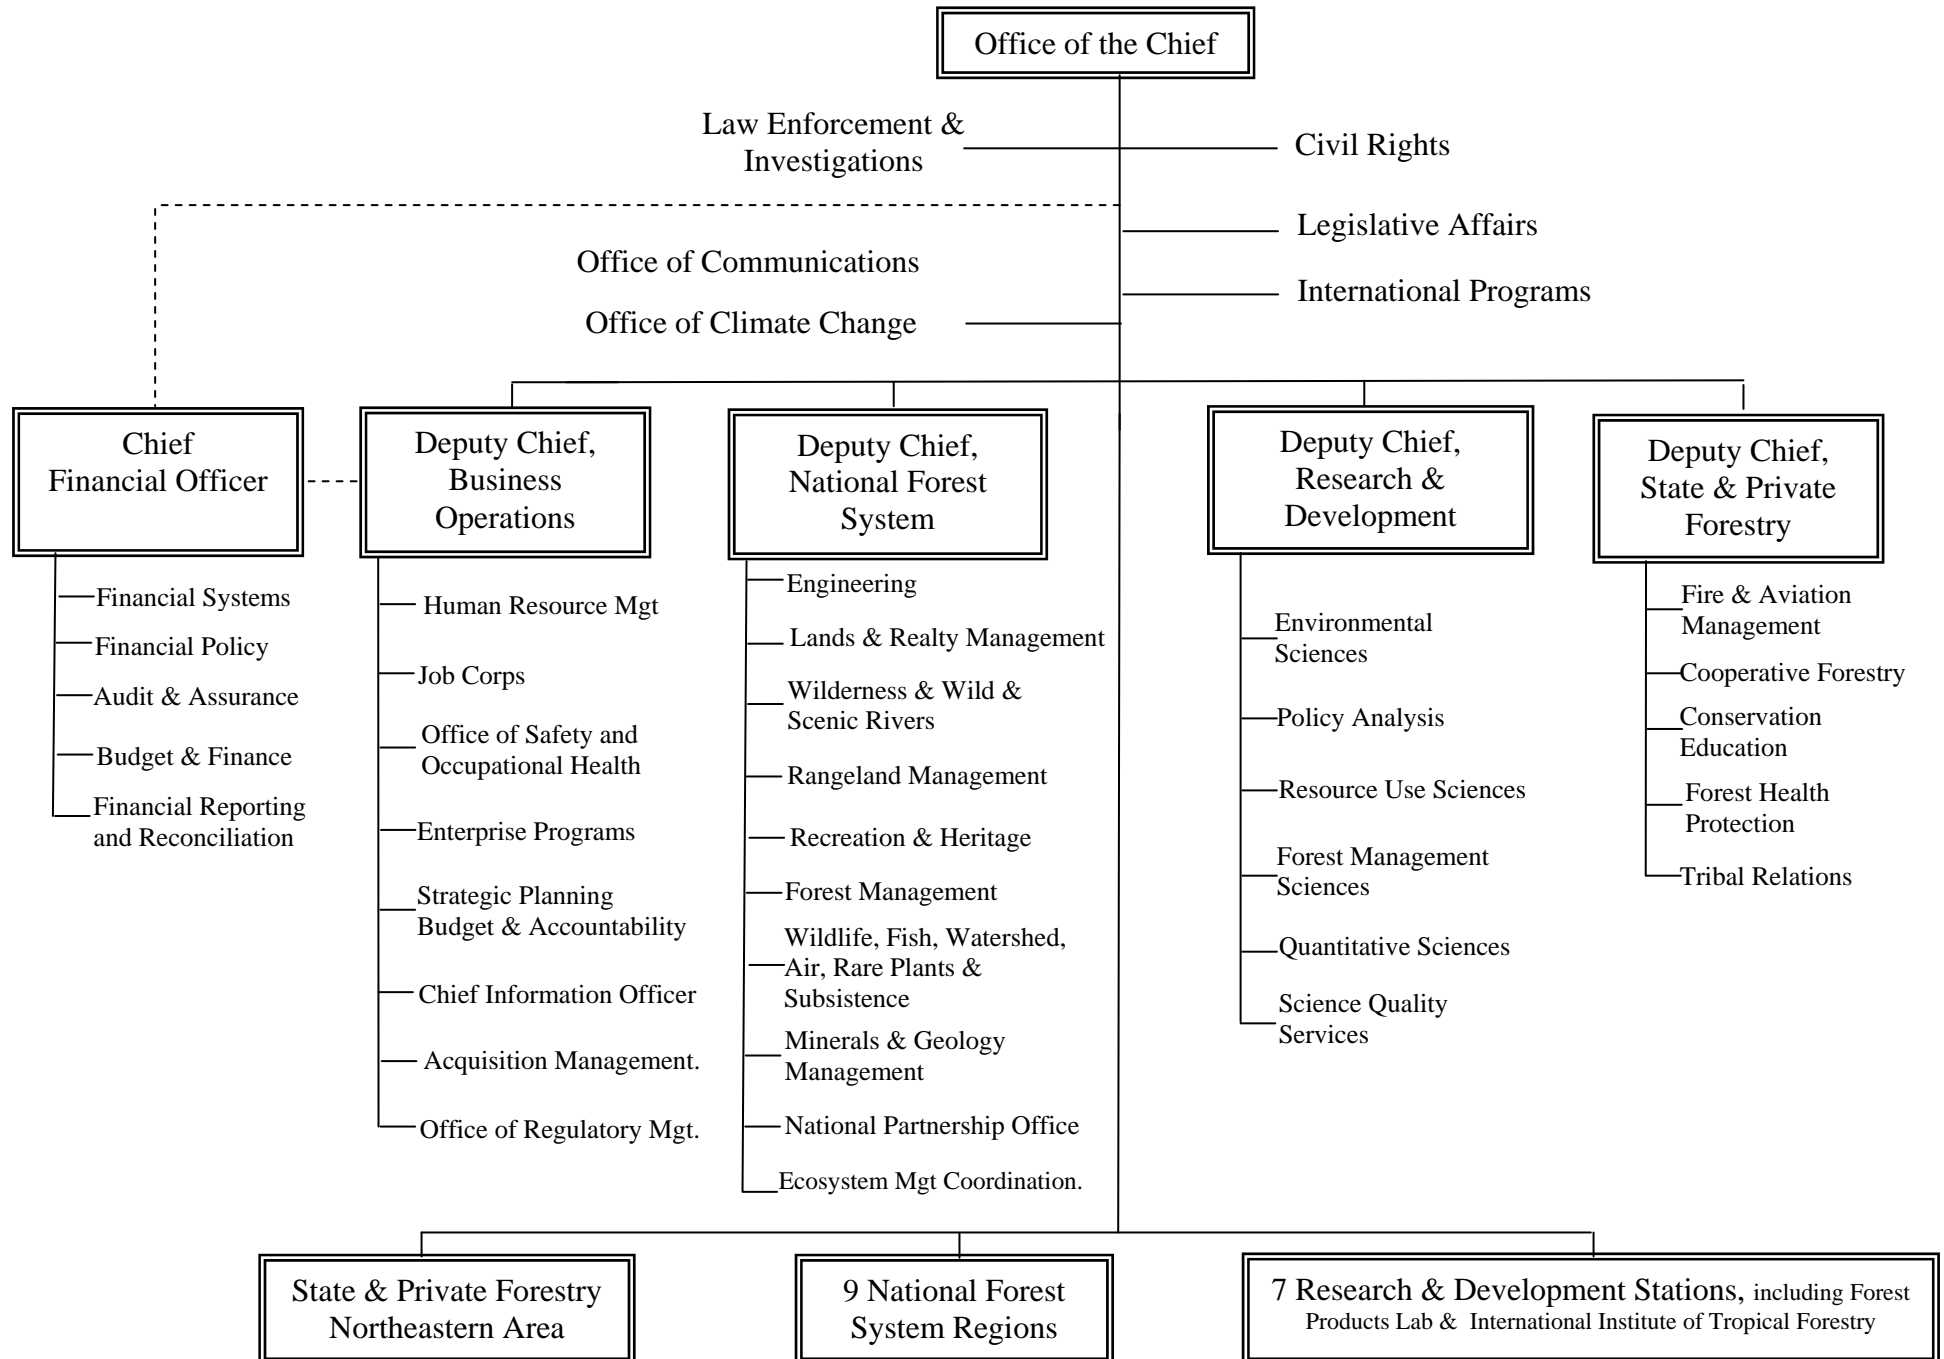 Office of the Chief
Law Enforcement &
Investigations
Civil Rights
Legislative Affairs
Office of Communications
International Programs
Office of Climate Change
Chief
Financial Officer
Deputy Chief,
Business
Operations
Deputy Chief,
National Forest
System
Deputy Chief,
Research &
Development
Deputy Chief,
State & Private
Forestry
Financial Systems
Financial Policy
Audit & Assurance
Budget & Finance
Financial Reporting
and Reconciliation
Human Resource Mgt
Job Corps
Office of Safety and
Occupational Health
Enterprise Programs
Strategic Planning
Budget & Accountability
Chief Information Officer
Acquisition Management.
Office of Regulatory Mgt.
Engineering
Lands & Realty Management
Wilderness & Wild &
Scenic Rivers
Rangeland Management
Recreation & Heritage
Forest Management
Wildlife, Fish, Watershed,
Air, Rare Plants &
Subsistence
Minerals & Geology
Management
National Partnership Office
Ecosystem Mgt Coordination.
Environmental
Sciences
Policy Analysis
Resource Use Sciences
Forest Management
Sciences
Quantitative Sciences
Science Quality
Services
Fire & Aviation
Management
Cooperative Forestry
Conservation
Education
Forest Health
Protection
Tribal Relations
State & Private Forestry
Northeastern Area
9 National Forest
System Regions
7 Research & Development Stations, including Forest
Products Lab & International Institute of Tropical Forestry